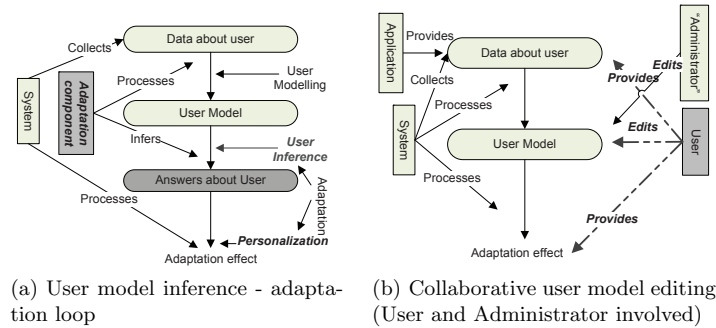 Data about user
Collects
Processes
User
Modelling
System
Adaptation
component
User Model
Infers
User
Inference
Answers about User
Processes
Adaptation
Personalization
Adaptation effect
(a) User model inference - adapta-
tion loop
Application
Provides
Data about user
Collects
Processes
System
User Model
Processes
Adaptation effect
"Administrator"
Edits
Provides
Edits
User
Provides
(b) Collaborative user model editing
(User and Administrator involved)